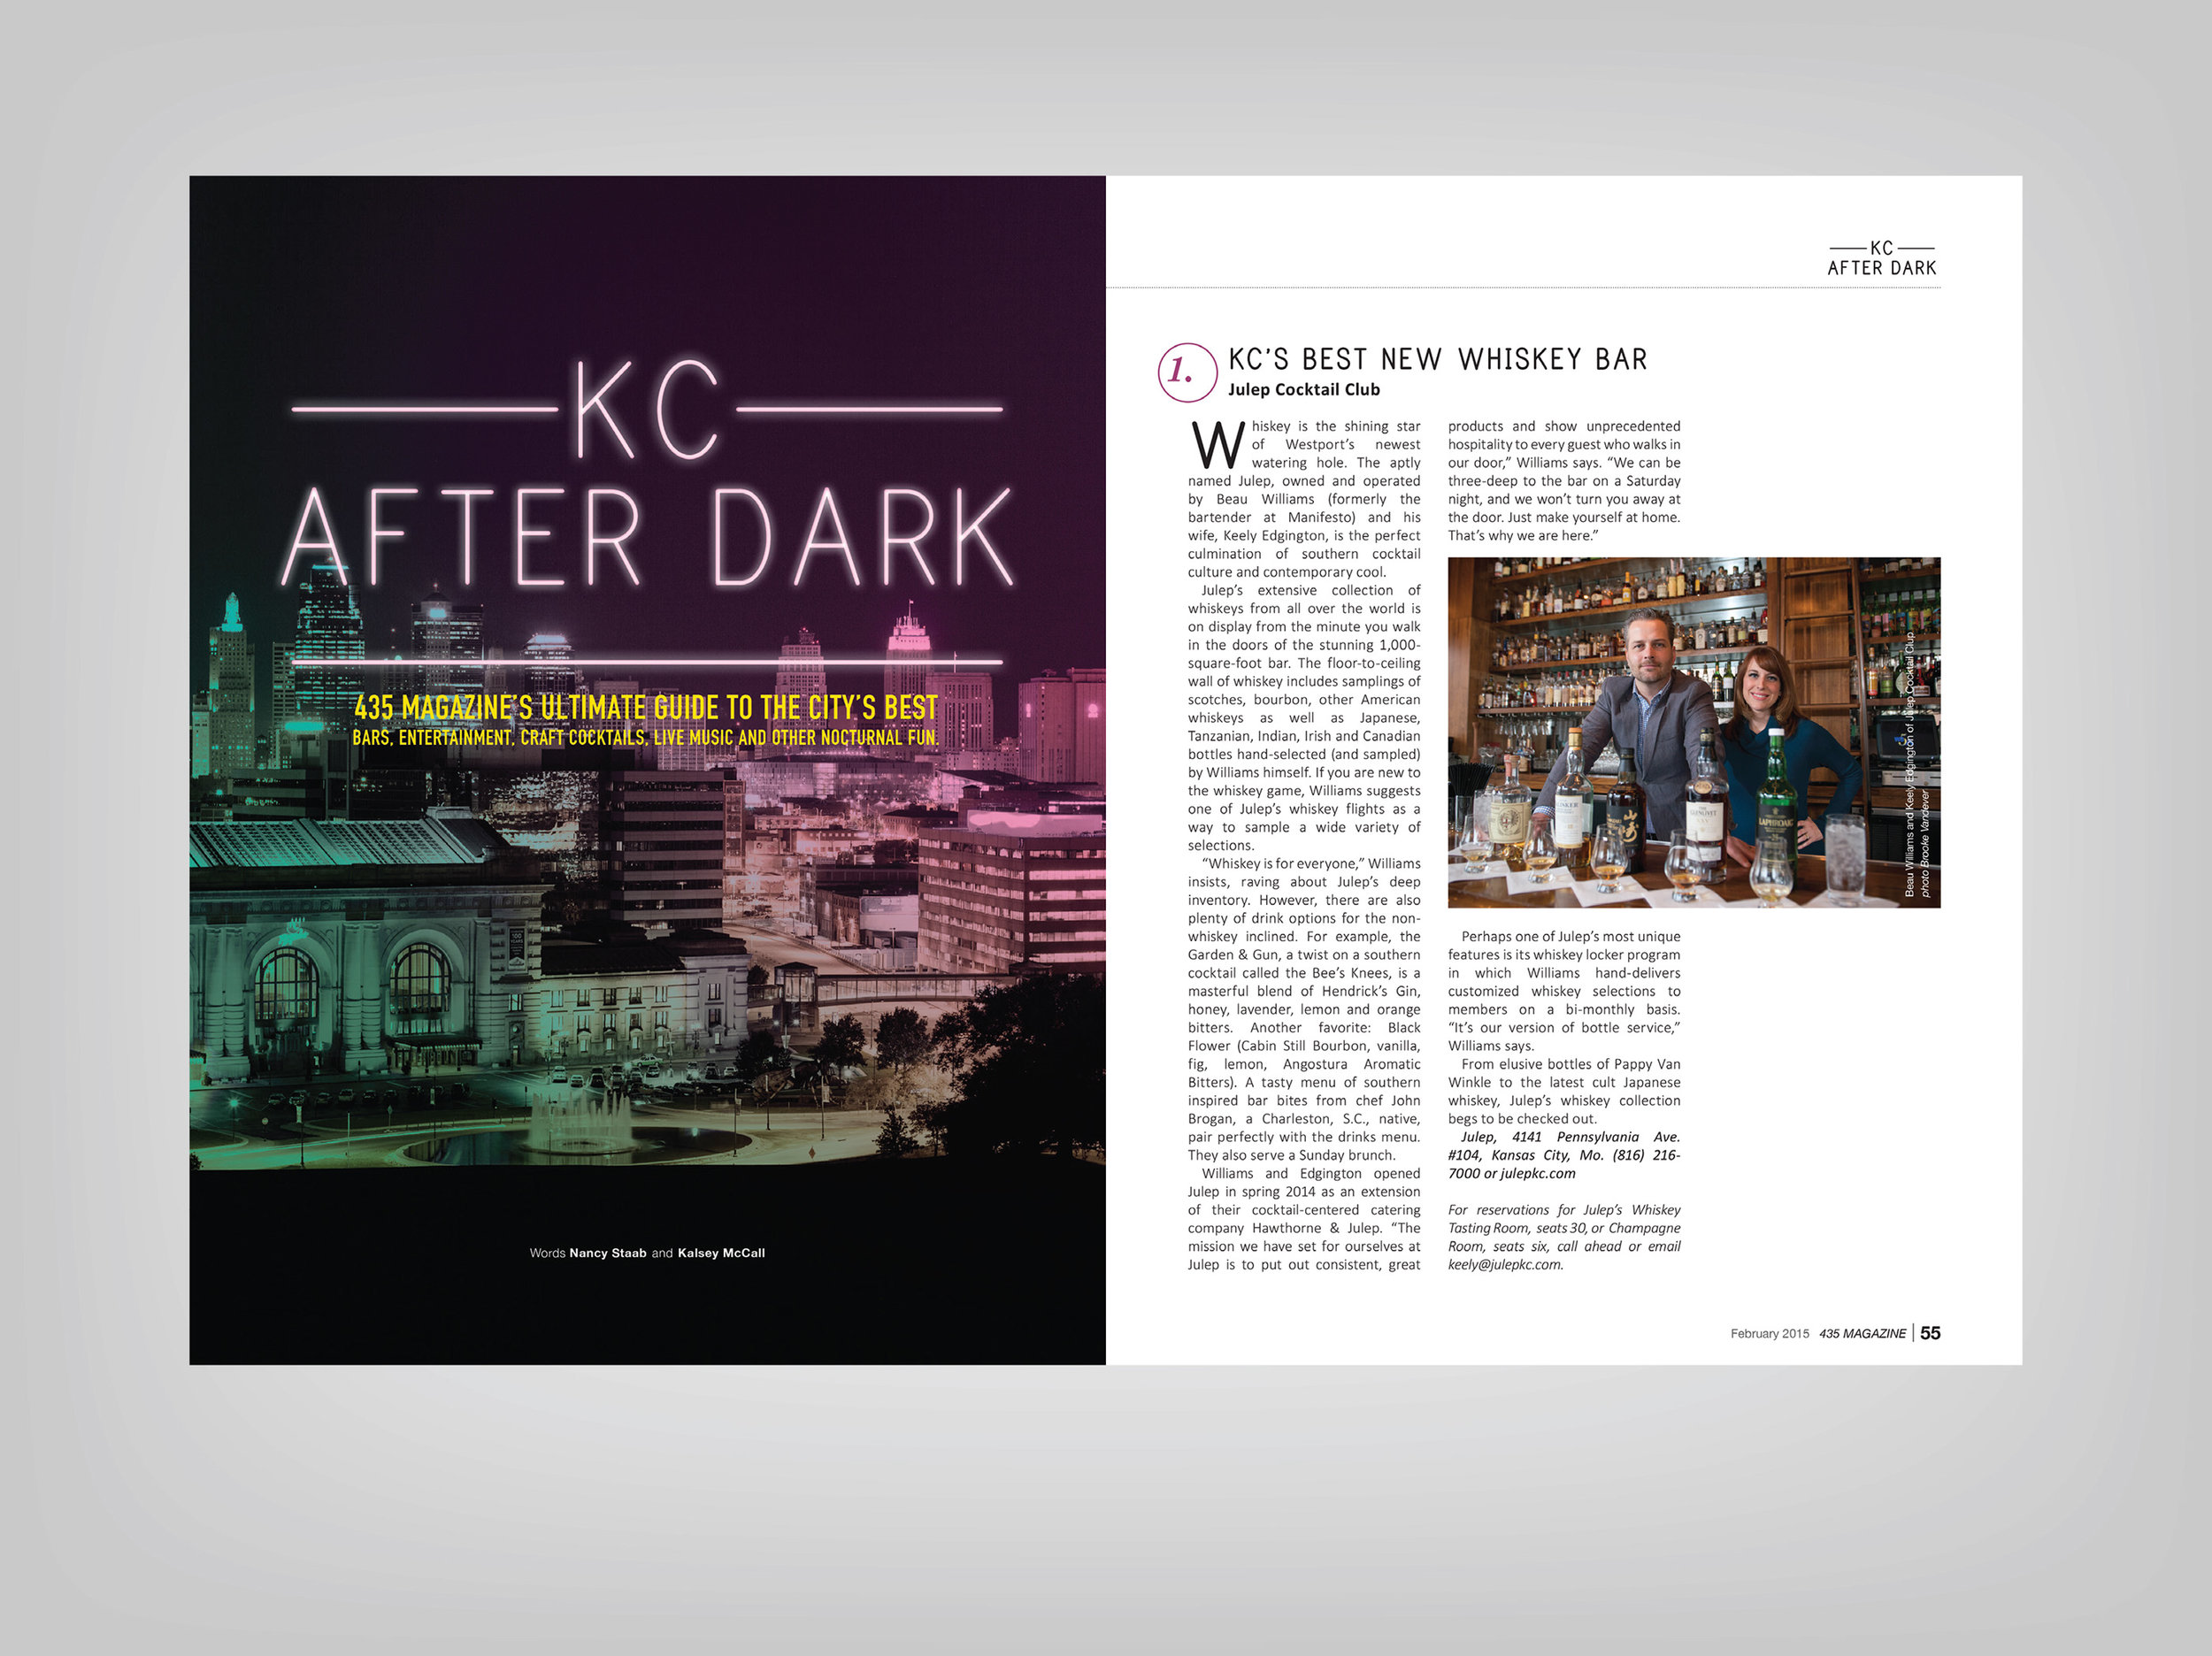 KC
AFTER DARK
435 MAGAZINE'S ULTIMATE GUIDE TO THE CITY'S BEST
BARS, ENTERTAINMENT, CRAFT COCKTAILS, LIVE MUSIC AND OTHER NOCTURNAL FUN.
Words Nancy Staab and Kalsey McCall
KC
AFTER DARK
1.
KC'S BEST NEW WHISKEY BAR
Julep Cocktail Club
Whiskey is the shining star
of Westport's newest
watering hole. The aptly
named Julep, owned and operated
by Beau Williams (formerly the
bartender at Manifesto) and his
wife, Keely Edgington, is the perfect
culmination of southern cocktail
culture and contemporary cool.
Julep's extensive collection of
whiskeys from all over the world is
on display from the minute you walk
in the doors of the stunning 1,000-
square-foot bar. The floor-to-ceiling
wall of whiskey includes samplings of
scotches, bourbon, other American
whiskeys as well as Japanese,
Tanzanian, Indian, Irish and Canadian
bottles hand-selected (and sampled)
by Williams himself. If you are new to
the whiskey game, Williams suggests
one of Julep's whiskey flights as a
way to sample a wide variety of
selections.
"Whiskey is for everyone," Williams
insists, raving about Julep's deep
inventory. However, there are also
plenty of drink options for the non-
whiskey inclined. For example, the
Garden & Gun, a twist on a southern
cocktail called the Bee's Knees, is a
masterful blend of Hendrick's Gin,
honey, lavender, lemon and orange
bitters. Another favorite: Black
Flower (Cabin Still Bourbon, vanilla,
fig, lemon, Angostura Aromatic
Bitters). A tasty menu of southern
inspired bar bites from chef John
Brogan, a Charleston, S.C., native,
pair perfectly with the drinks menu.
They also serve a Sunday brunch.
Williams and Edgington opened
Julep in spring 2014 as an extension
of their cocktail-centered catering
company Hawthorne & Julep. "The
mission we have set for ourselves at
Julep is to put out consistent, great
products and show unprecedented
hospitality to every guest who walks in
our door," Williams says. "We can be
three-deep to the bar on a Saturday
night, and we won't turn you away at
the door. Just make yourself at home.
That's why we are here."
LAPHROAIG
Beau Williams and Keely Edgington of Julep Cocktail Club.
photo Brooke Vandever
Perhaps one of Julep's most unique
features is its whiskey locker program
in which Williams hand-delivers
customized whiskey selections to
members on a bi-monthly basis.
"It's our version of bottle service,"
Williams says.
From elusive bottles of Pappy Van
Winkle to the latest cult Japanese
whiskey, Julep's whiskey collection
begs to be checked out.
Julep, 4141 Pennsylvania Ave.
#104, Kansas City, Mo. (816) 216-
7000 or julepkc.com
For reservations for Julep's Whiskey
Tasting Room, seats 30, or Champagne
Room, seats six, call ahead or email
keely@julepkc.com.
February 2015 435 MAGAZINE | 55